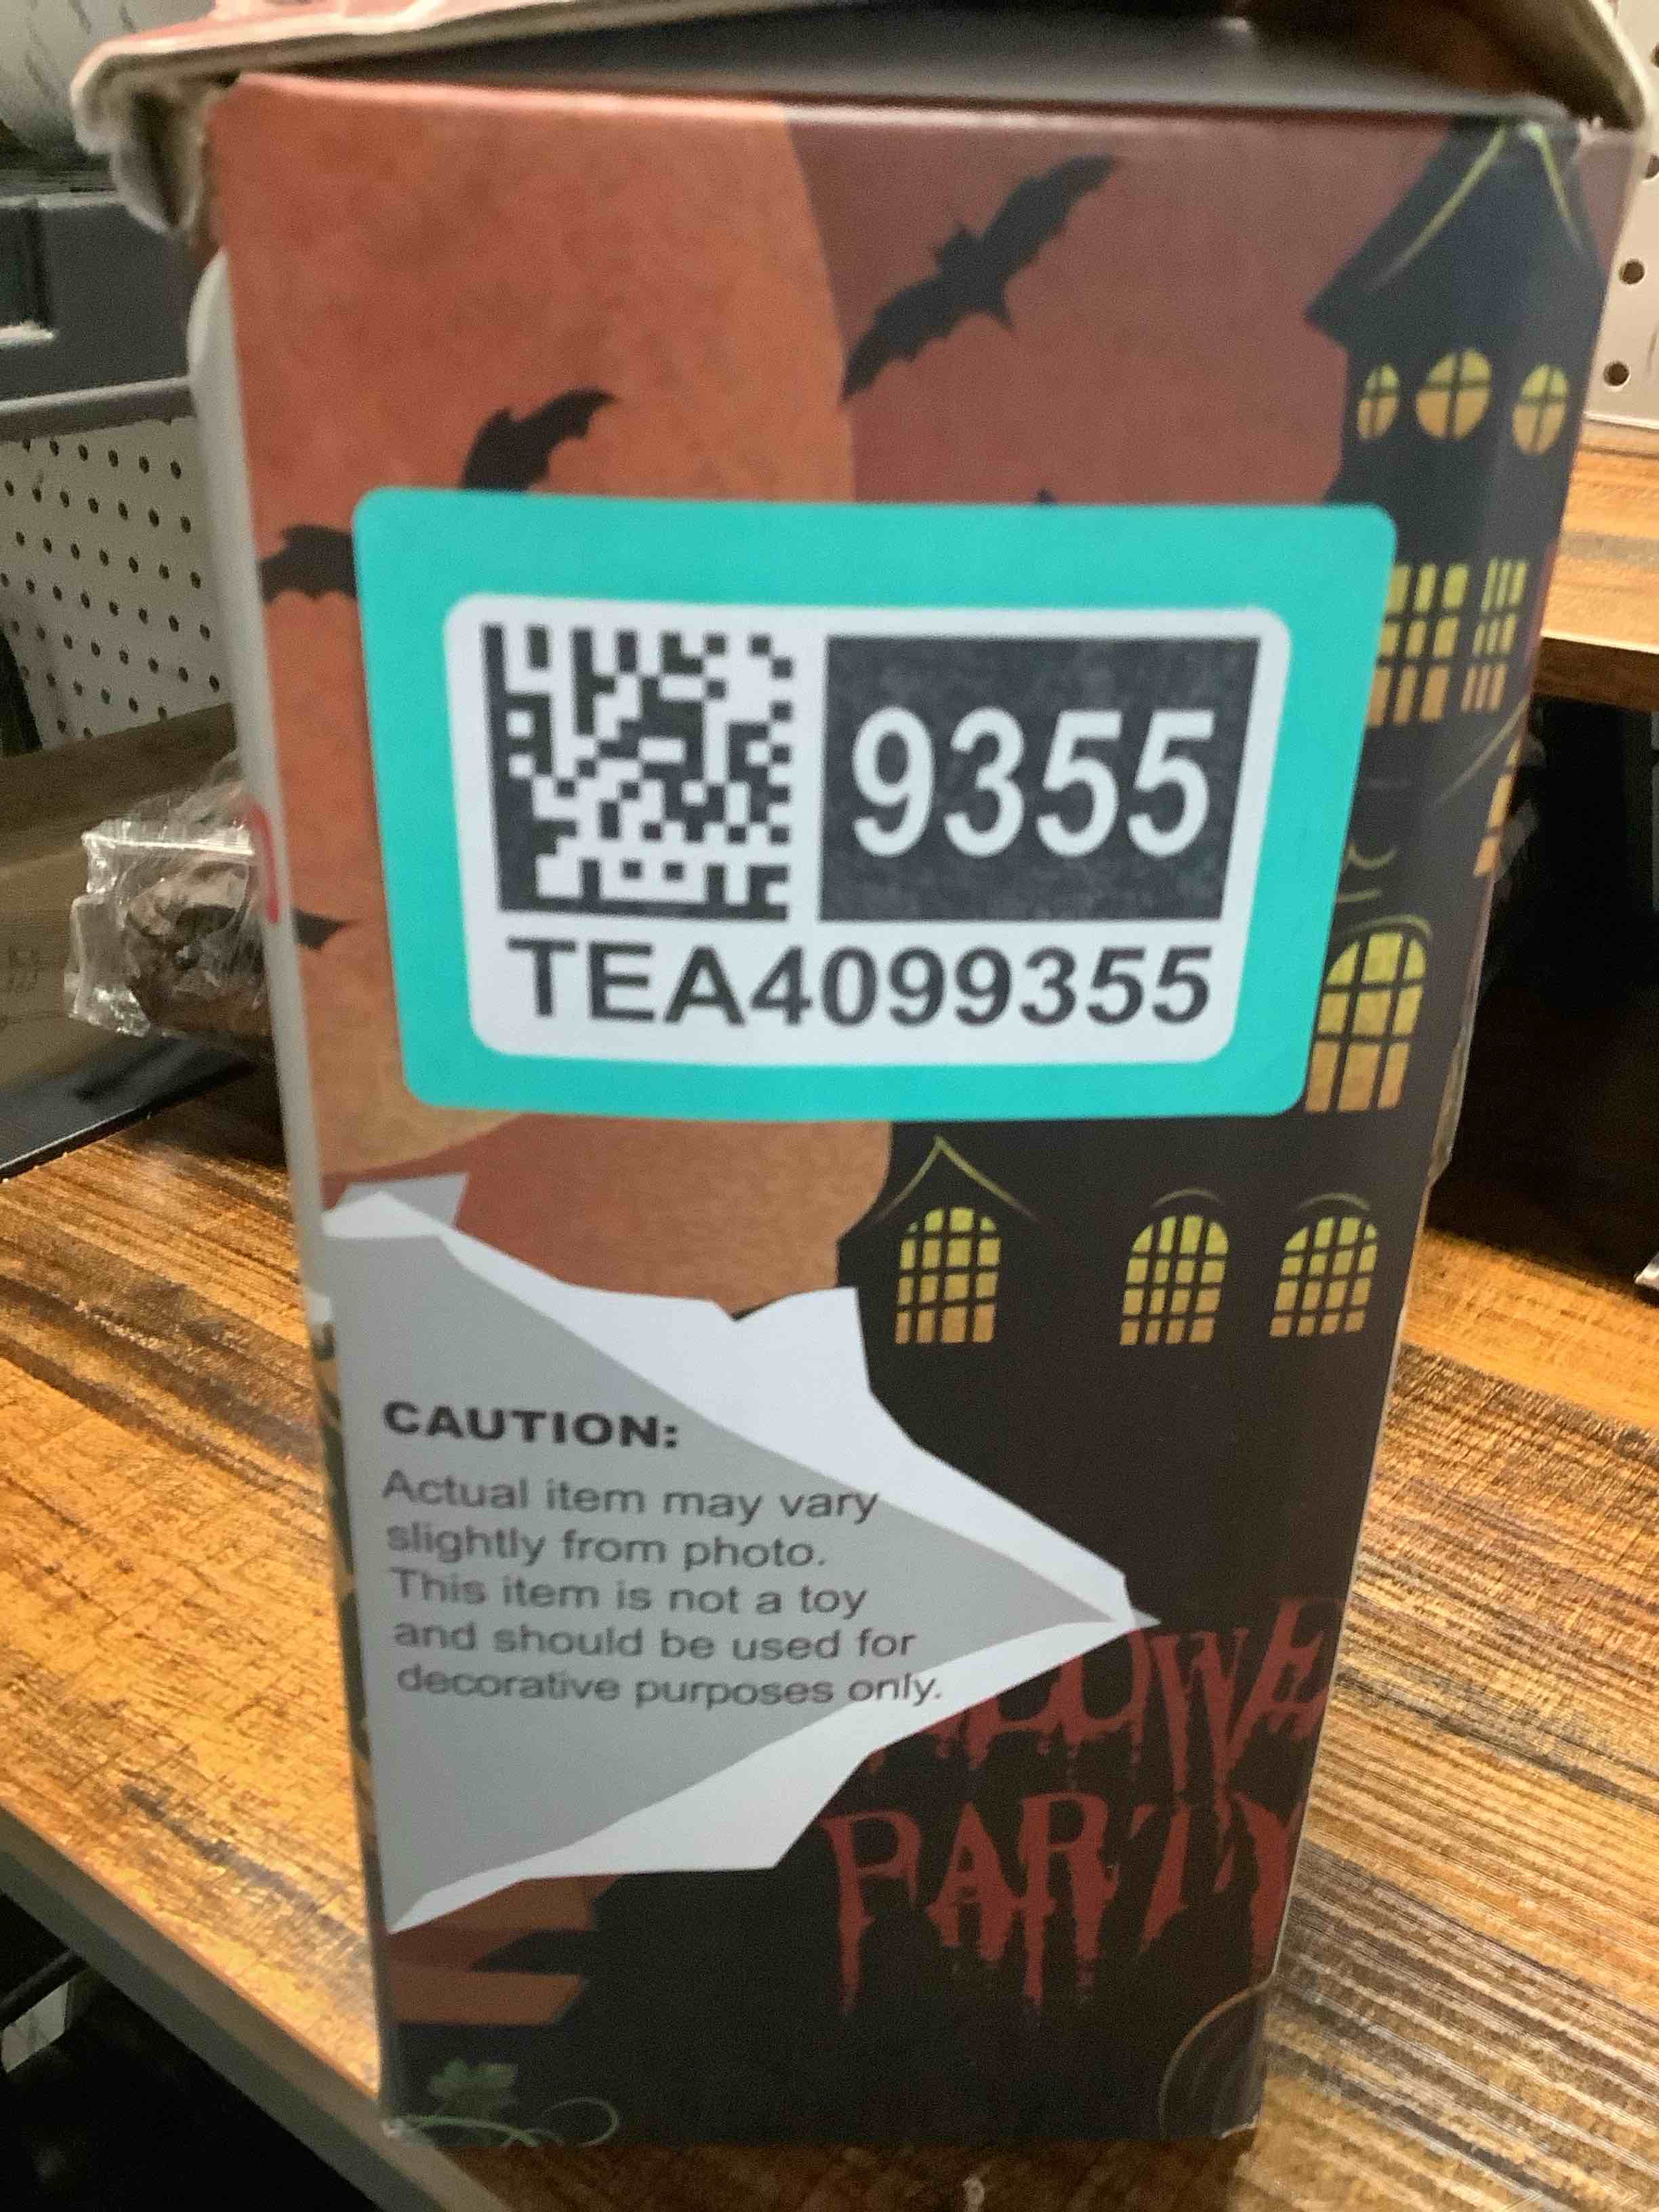 9355
TEA4099355
CAUTION:
Actual item may vary
slightly from photo.
This item is not a toy
and should be used for
decorative purposes only.
PARTY